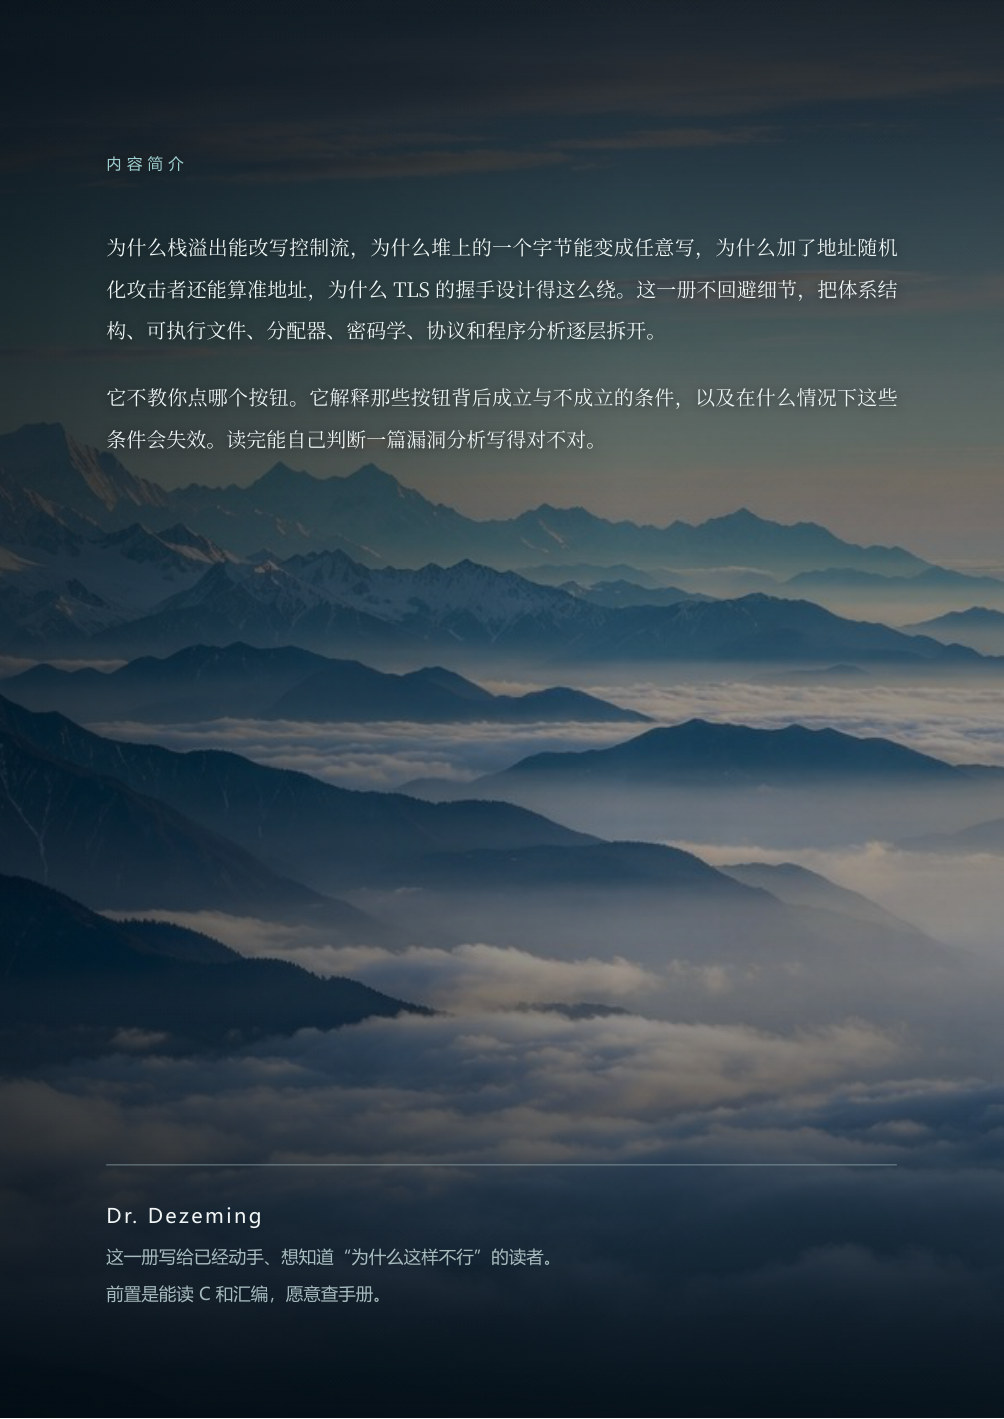 内容简介
为什么栈溢出能改写控制流，为什么堆上的一个字节能变成任意写，为什么加了地址随机
化攻击者还能算准地址，为什么 TLS 的握手设计得这么绕。这一册不回避细节，把体系结
构、可执行文件、分配器、密码学、协议和程序分析逐层拆开。
它不教你点哪个按钮。它解释那些按钮背后成立与不成立的条件，以及在什么情况下这些
条件会失效。读完能自己判断一篇漏洞分析写得对不对。
Dr. Dezeming
这一册写给已经动手、想知道“为什么这样不行”的读者。
前置是能读 C 和汇编，愿意查手册。